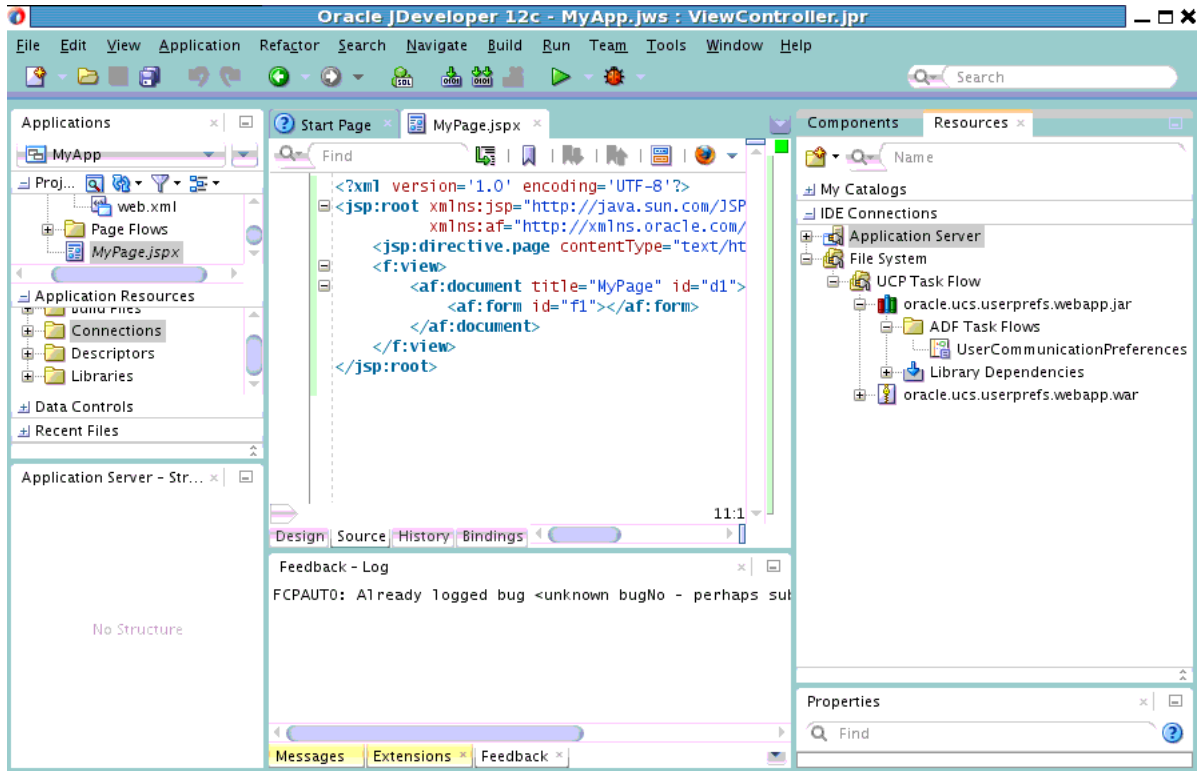 Oracle JDeveloper 12c - MyApp.jws : ViewController.jpr
File Edit View Application Refactor Search Navigate Build Run Team Tools Window Help
Search
Applications
MyApp
Proj...
web.xml
Page Flows
MyPage.jspx
Application Resources
Build Files
Connections
Descriptors
Libraries
Data Controls
Recent Files
Application Server - Str...
No Structure
Start Page
MyPage.jspx
Find
<?xml version='1.0' encoding='UTF-8'?>
<jsp:root xmlns:jsp="http://java.sun.com/JSP
xmlns:af="http://xmlns.oracle.com/
<jsp:directive.page contentType="text/ht
<f:view>
<af:document title="MyPage" id="d1">
<af:form id="f1"></af:form>
</af:document>
</f:view>
</jsp:root>
11:1
Design Source History Bindings
Feedback - Log
FCPAUTO: Already logged bug <unknown bugNo - perhaps sub
Messages Extensions Feedback
Components Resources
Name
My Catalogs
IDE Connections
Application Server
File System
UCP Task Flow
oracle.ucs.userprefs.webapp.jar
ADF Task Flows
UserCommunicationPreferences
Library Dependencies
oracle.ucs.userprefs.webapp.war
Properties
Find